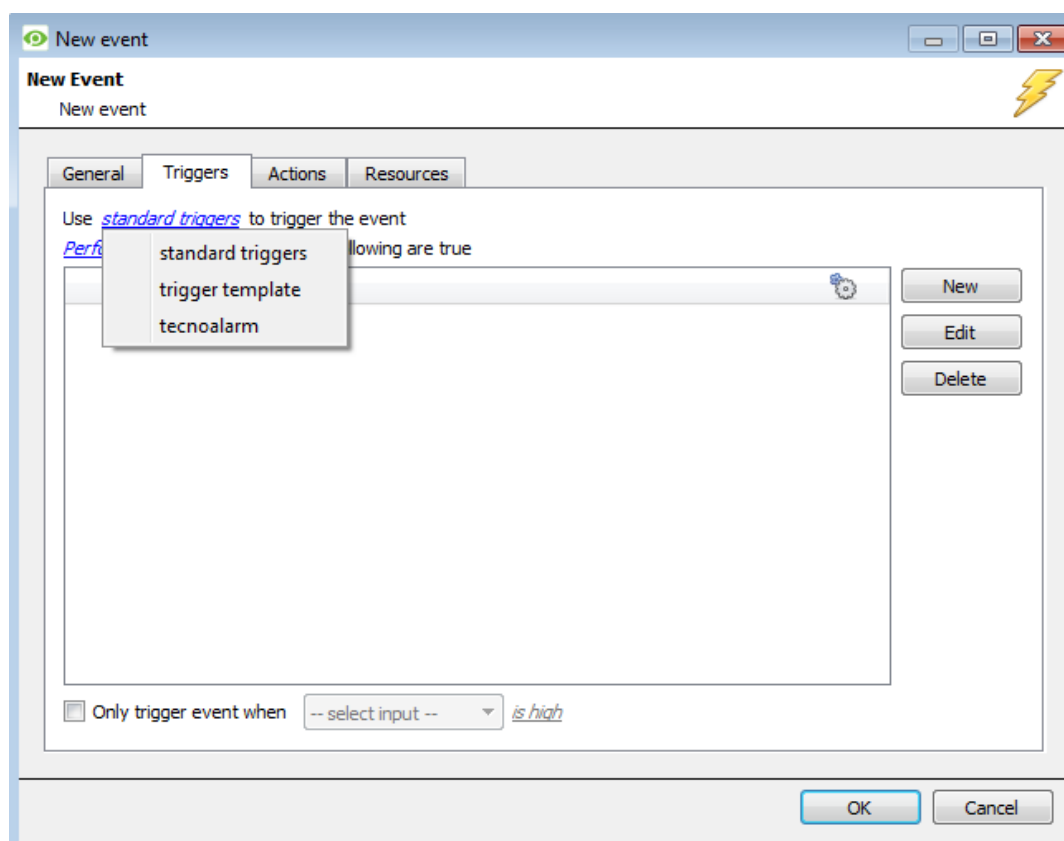 New event
New Event
New event
General Triggers Actions Resources
Use standard triggers to trigger the event
standard triggers
trigger template
tecnoalarm
llowing are true
New
Edit
Delete
Only trigger event when -- select input -- is high
OK Cancel